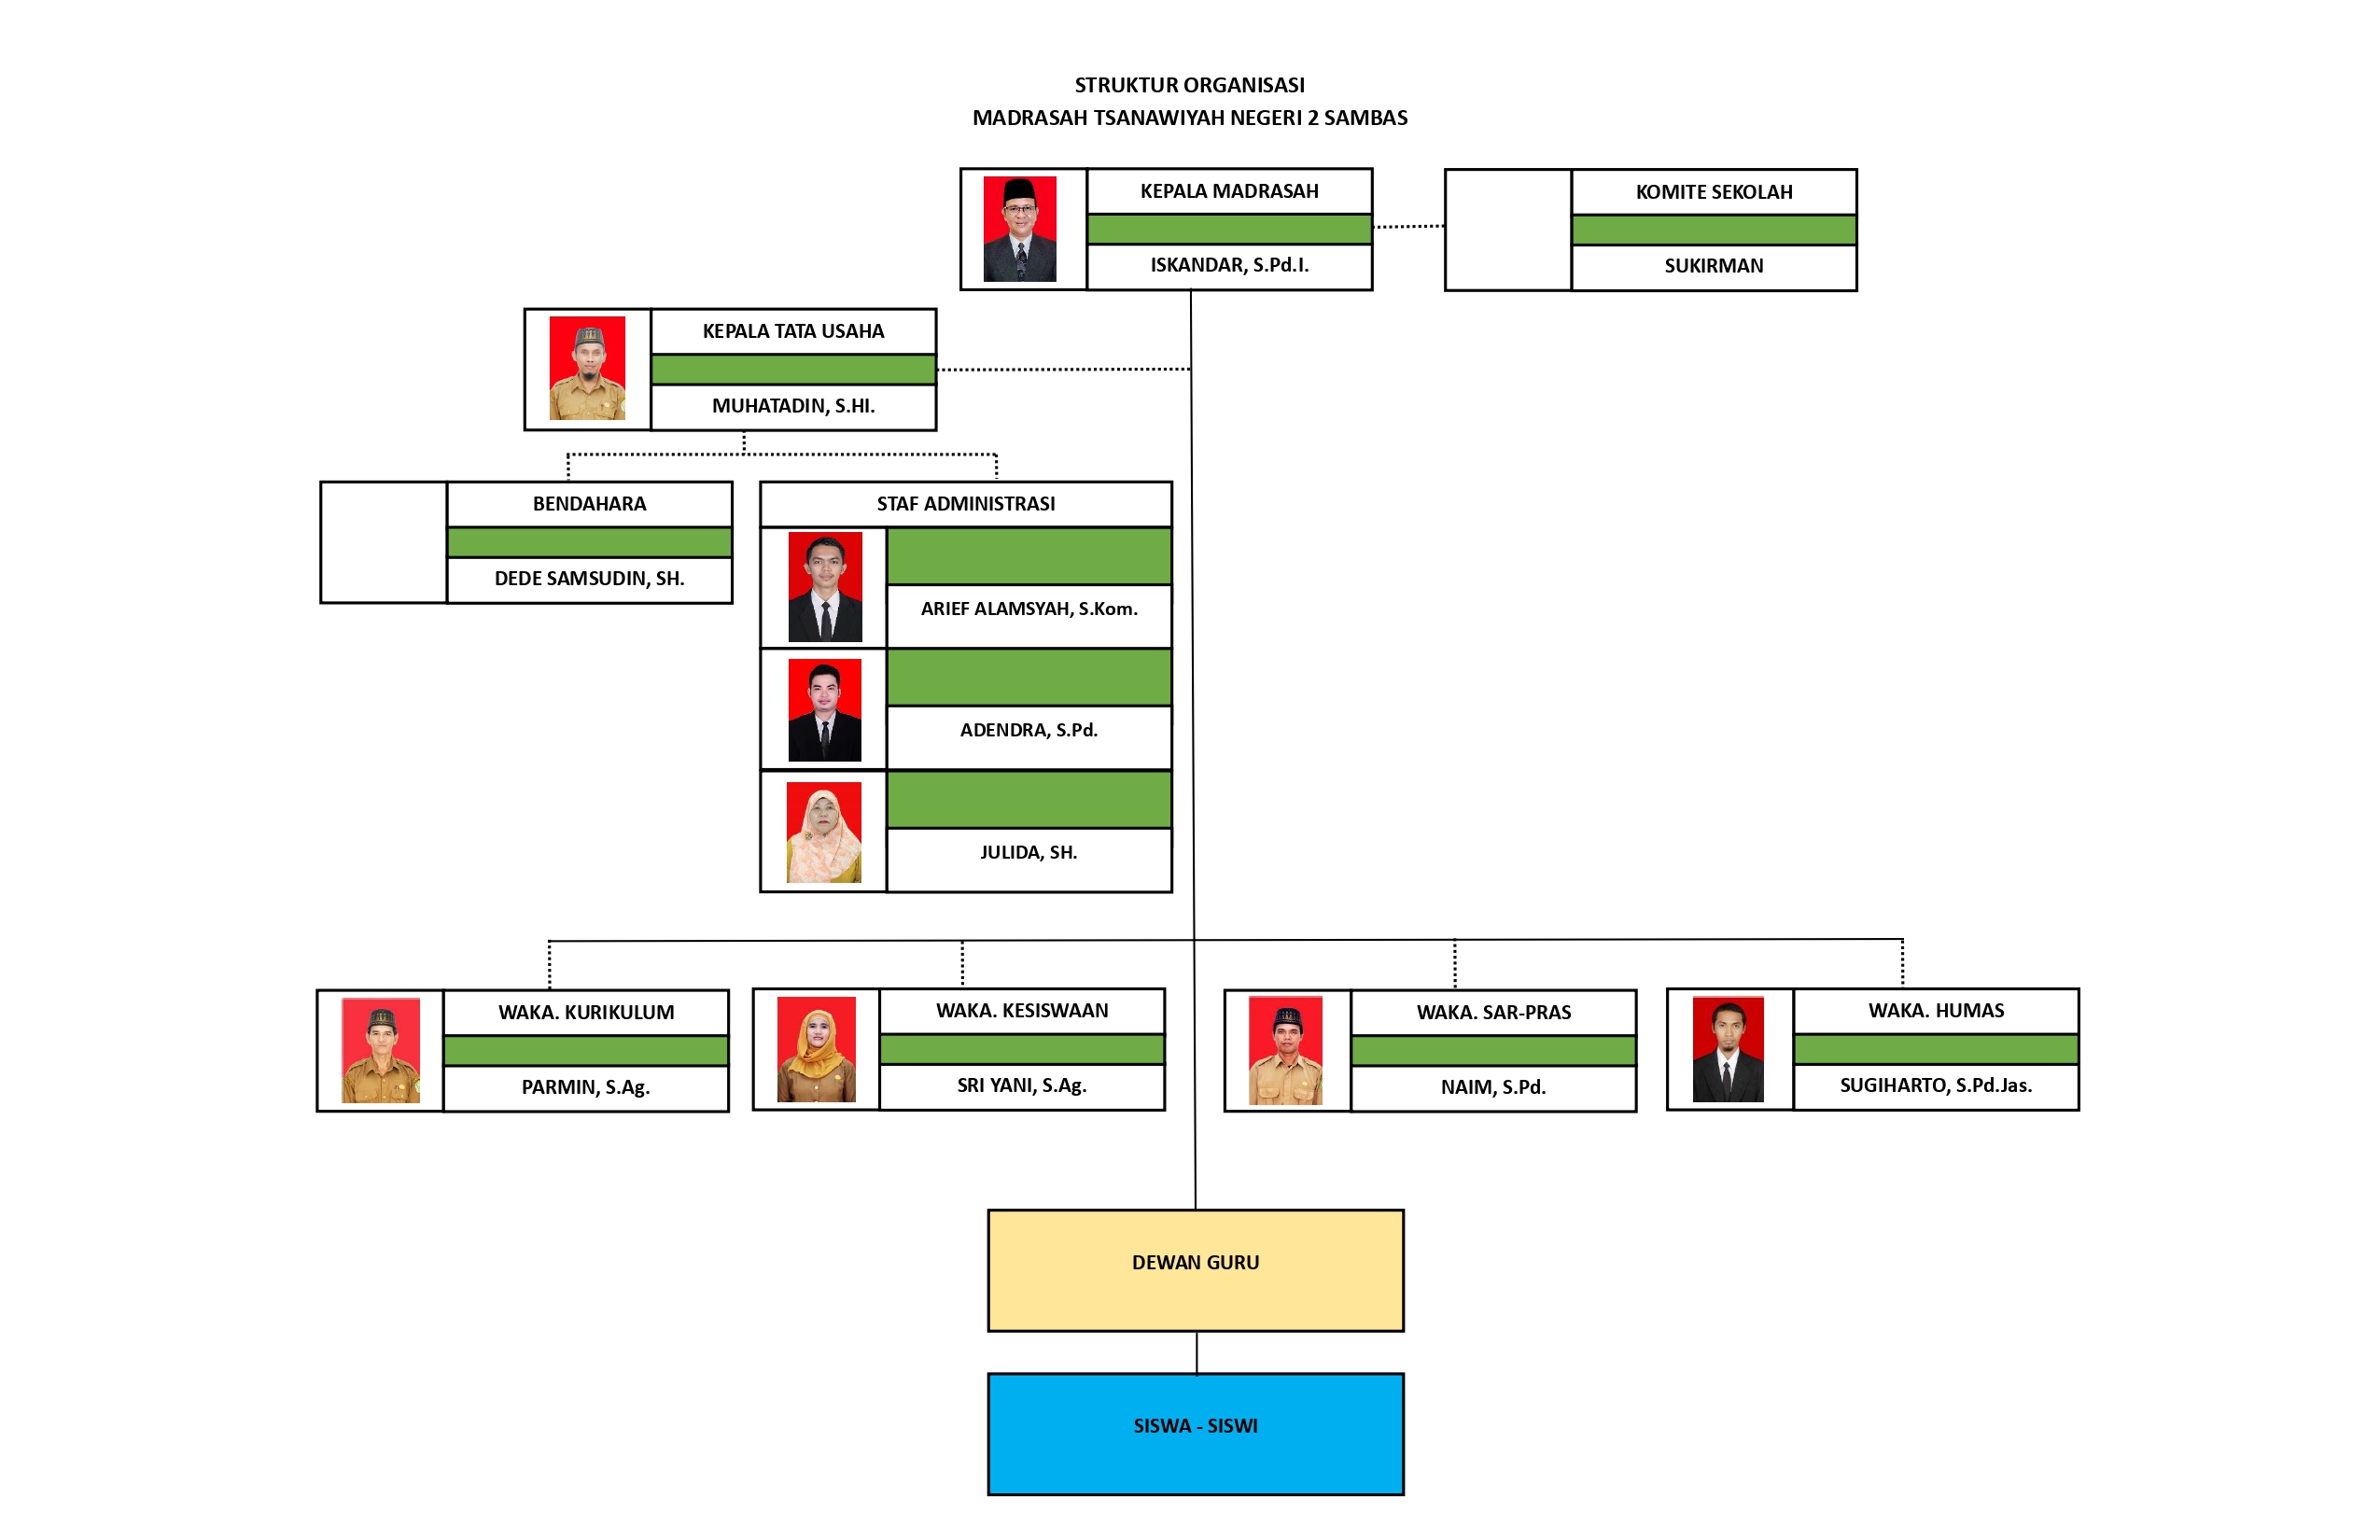 STRUKTUR ORGANISASI
MADRASAH TSANAWIYAH NEGERI 2 SAMBAS
KEPALA MADRASAH
ISKANDAR, S.Pd.I.
KOMITE SEKOLAH
SUKIRMAN
KEPALA TATA USAHA
MUHATADIN, S.HI.
BENDAHARA
DEDE SAMSUDIN, SH.
STAF ADMINISTRASI
ARIEF ALAMSYAH, S.Kom.
ADENDRA, S.Pd.
JULIDA, SH.
WAKA. KURIKULUM
PARMIN, S.Ag.
WAKA. KESISWAAN
SRI YANI, S.Ag.
WAKA. SAR-PRAS
NAIM, S.Pd.
WAKA. HUMAS
SUGIHARTO, S.Pd.Jas.
DEWAN GURU
SISWA - SISWI